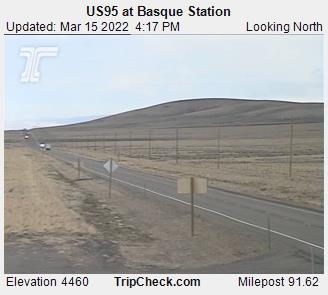 US95 at Basque Station
Updated: Mar 15 2022 4:17 PM Looking North
Elevation 4460 TripCheck.com Milepost 91.62